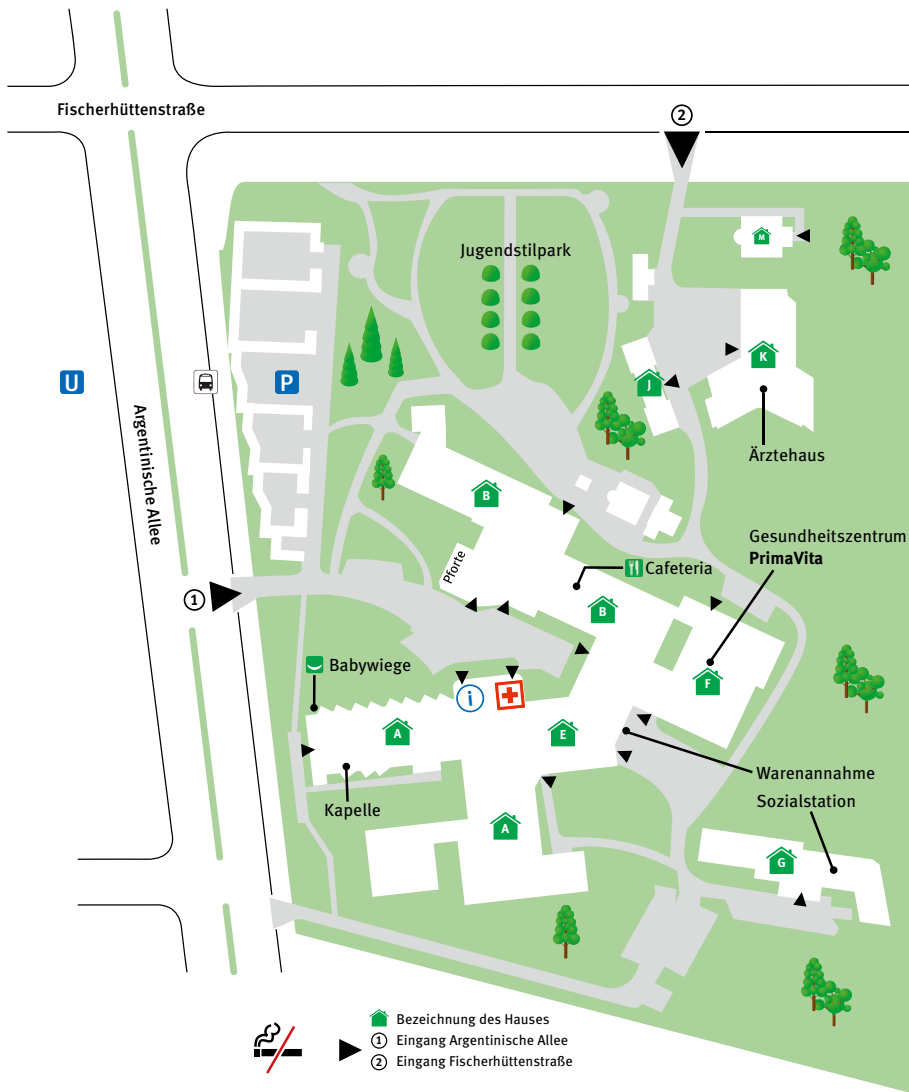 Fischerhüttenstraße
2
Jugendstilpark
M
K
J
U
P
Argentinische Allee
Ärztehaus
B
Gesundheitszentrum
PrimaVita
Pforte
Cafeteria
1
B
Babywiege
i
F
A
E
Warenannahme
Sozialstation
Kapelle
A
G
Bezeichnung des Hauses
1 Eingang Argentinische Allee
2 Eingang Fischerhüttenstraße